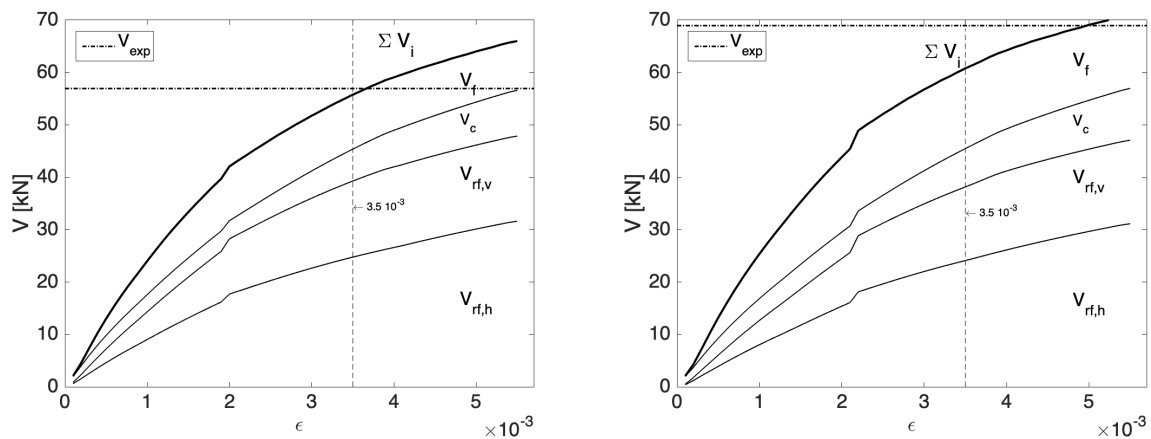 70
V_exp
Σ V_i
60
V_f
50
V_c
40
V_rf,v
V [kN]
← 3.5 10^-3
30
20
V_rf,h
10
0
0 1 2 3 4 5
ϵ ×10^-3
70
V_exp
Σ V_i
60
V_f
50
V_c
40
V_rf,v
V [kN]
← 3.5 10^-3
30
20
V_rf,h
10
0
0 1 2 3 4 5
ϵ ×10^-3